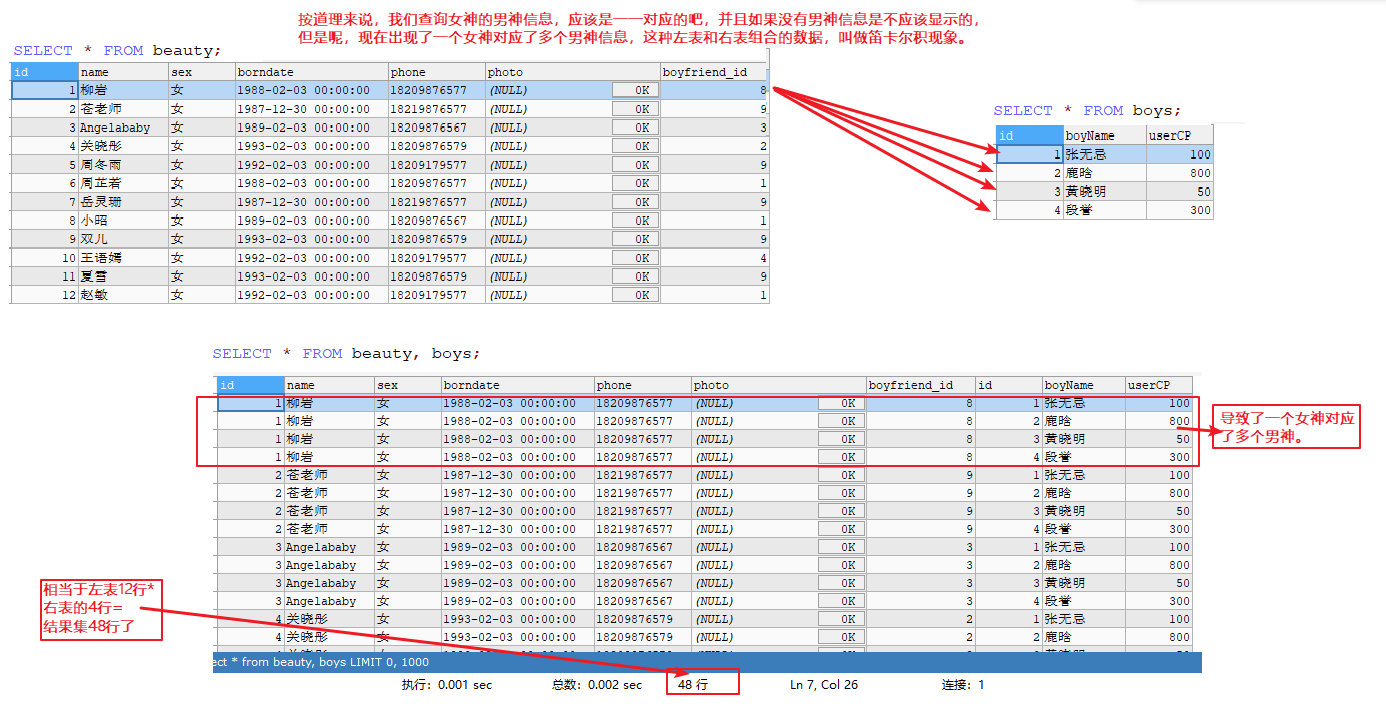 按道理来说，我们查询女神的男神信息，应该是一一对应的吧，并且如果没有男神信息是不应该显示的，
但是呢，现在出现了一个女神对应了多个男神信息，这种左表和右表组合的数据，叫做笛卡尔积现象。
SELECT * FROM beauty;
id name sex borndate phone photo boyfriend_id
1 柳岩 女 1988-02-03 00:00:00 18209876577 (NULL) OK 8
2 苍老师 女 1987-12-30 00:00:00 18219876577 (NULL) OK 9
3 Angelababy 女 1989-02-03 00:00:00 18209876567 (NULL) OK 3
4 关晓彤 女 1993-02-03 00:00:00 18209876579 (NULL) OK 2
5 周冬雨 女 1992-02-03 00:00:00 18209179577 (NULL) OK 9
6 周芷若 女 1988-02-03 00:00:00 18209876577 (NULL) OK 1
7 岳灵珊 女 1987-12-30 00:00:00 18219876577 (NULL) OK 9
8 小昭 女 1989-02-03 00:00:00 18209876567 (NULL) OK 1
9 双儿 女 1993-02-03 00:00:00 18209876579 (NULL) OK 9
10 王语嫣 女 1992-02-03 00:00:00 18209179577 (NULL) OK 4
11 夏雪 女 1993-02-03 00:00:00 18209876579 (NULL) OK 9
12 赵敏 女 1992-02-03 00:00:00 18209179577 (NULL) OK 1
SELECT * FROM boys;
id boyName userCP
1 张无忌 100
2 鹿晗 800
3 黄晓明 50
4 段誉 300
SELECT * FROM beauty, boys;
id name sex borndate phone photo boyfriend_id id boyName userCP
1 柳岩 女 1988-02-03 00:00:00 18209876577 (NULL) OK 8 1 张无忌 100
1 柳岩 女 1988-02-03 00:00:00 18209876577 (NULL) OK 8 2 鹿晗 800
1 柳岩 女 1988-02-03 00:00:00 18209876577 (NULL) OK 8 3 黄晓明 50
1 柳岩 女 1988-02-03 00:00:00 18209876577 (NULL) OK 8 4 段誉 300
2 苍老师 女 1987-12-30 00:00:00 18219876577 (NULL) OK 9 1 张无忌 100
2 苍老师 女 1987-12-30 00:00:00 18219876577 (NULL) OK 9 2 鹿晗 800
2 苍老师 女 1987-12-30 00:00:00 18219876577 (NULL) OK 9 3 黄晓明 50
2 苍老师 女 1987-12-30 00:00:00 18219876577 (NULL) OK 9 4 段誉 300
3 Angelababy 女 1989-02-03 00:00:00 18209876567 (NULL) OK 3 1 张无忌 100
3 Angelababy 女 1989-02-03 00:00:00 18209876567 (NULL) OK 3 2 鹿晗 800
3 Angelababy 女 1989-02-03 00:00:00 18209876567 (NULL) OK 3 3 黄晓明 50
3 Angelababy 女 1989-02-03 00:00:00 18209876567 (NULL) OK 3 4 段誉 300
4 关晓彤 女 1993-02-03 00:00:00 18209876579 (NULL) OK 2 1 张无忌 100
4 关晓彤 女 1993-02-03 00:00:00 18209876579 (NULL) OK 2 2 鹿晗 800
导致了一个女神对应
了多个男神。
相当于左表12行*
右表的4行=
结果集48行了
ect * from beauty, boys LIMIT 0, 1000
执行：0.001 sec 总数：0.002 sec 48 行 Ln 7, Col 26 连接：1